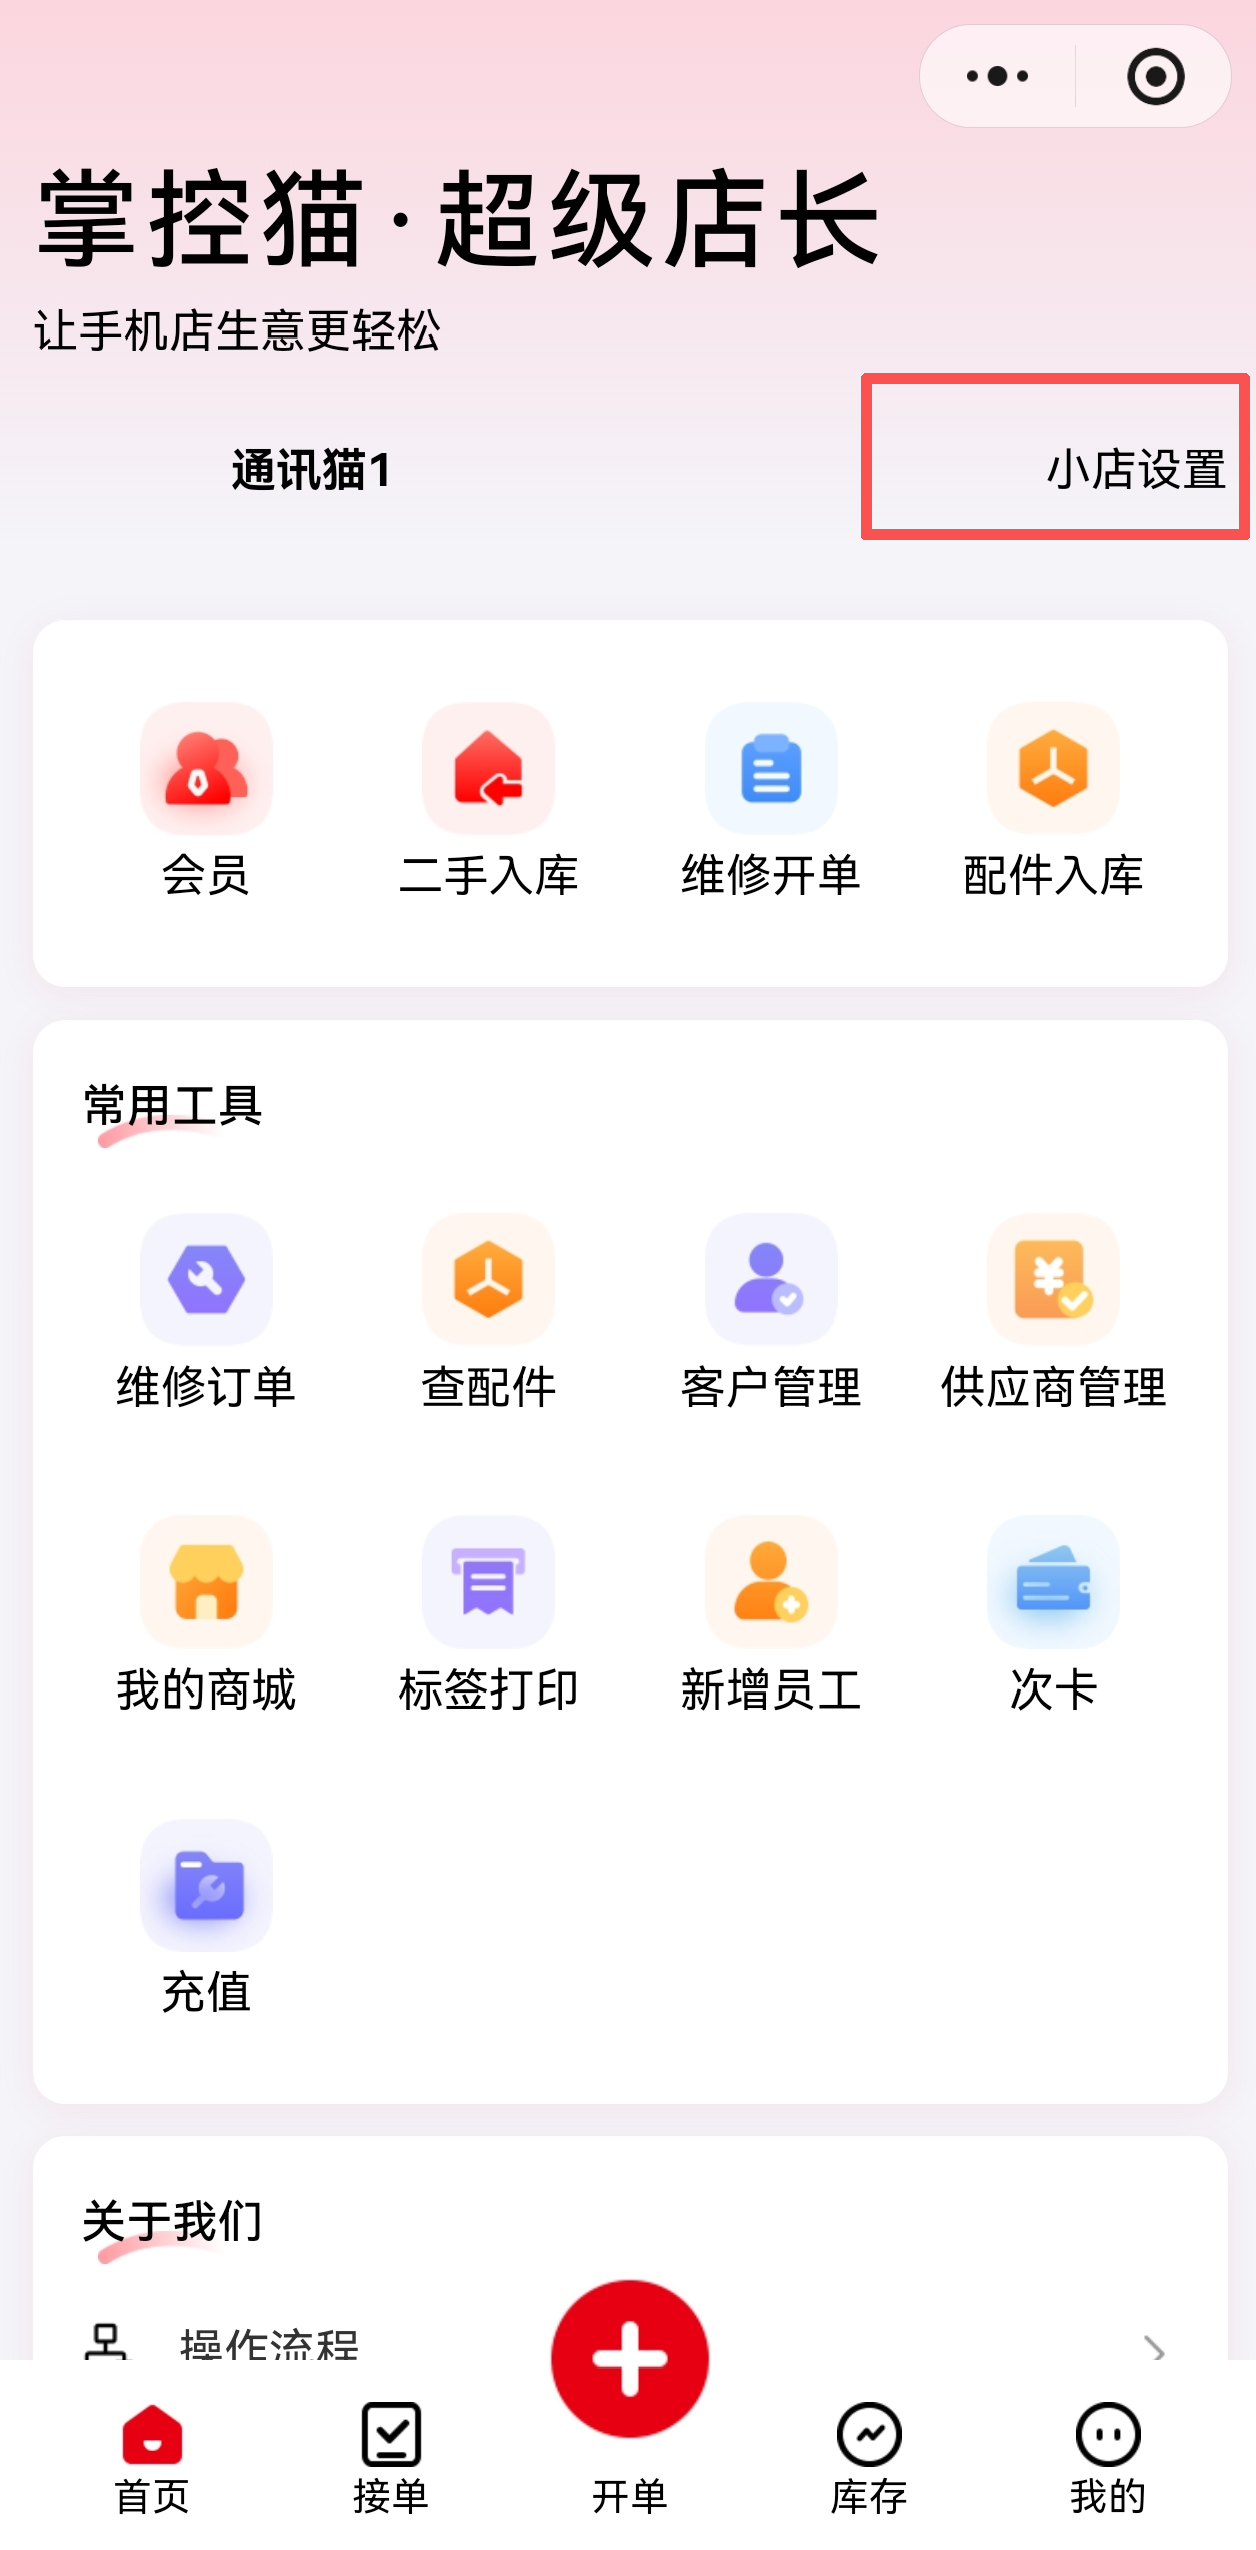 掌控猫·超级店长
让手机店生意更轻松
通讯猫1 小店设置
会员 二手入库 维修开单 配件入库
常用工具
维修订单 查配件 客户管理 供应商管理
我的商城 标签打印 新增员工 次卡
充值
关于我们
操作流程
首页 接单 开单 库存 我的